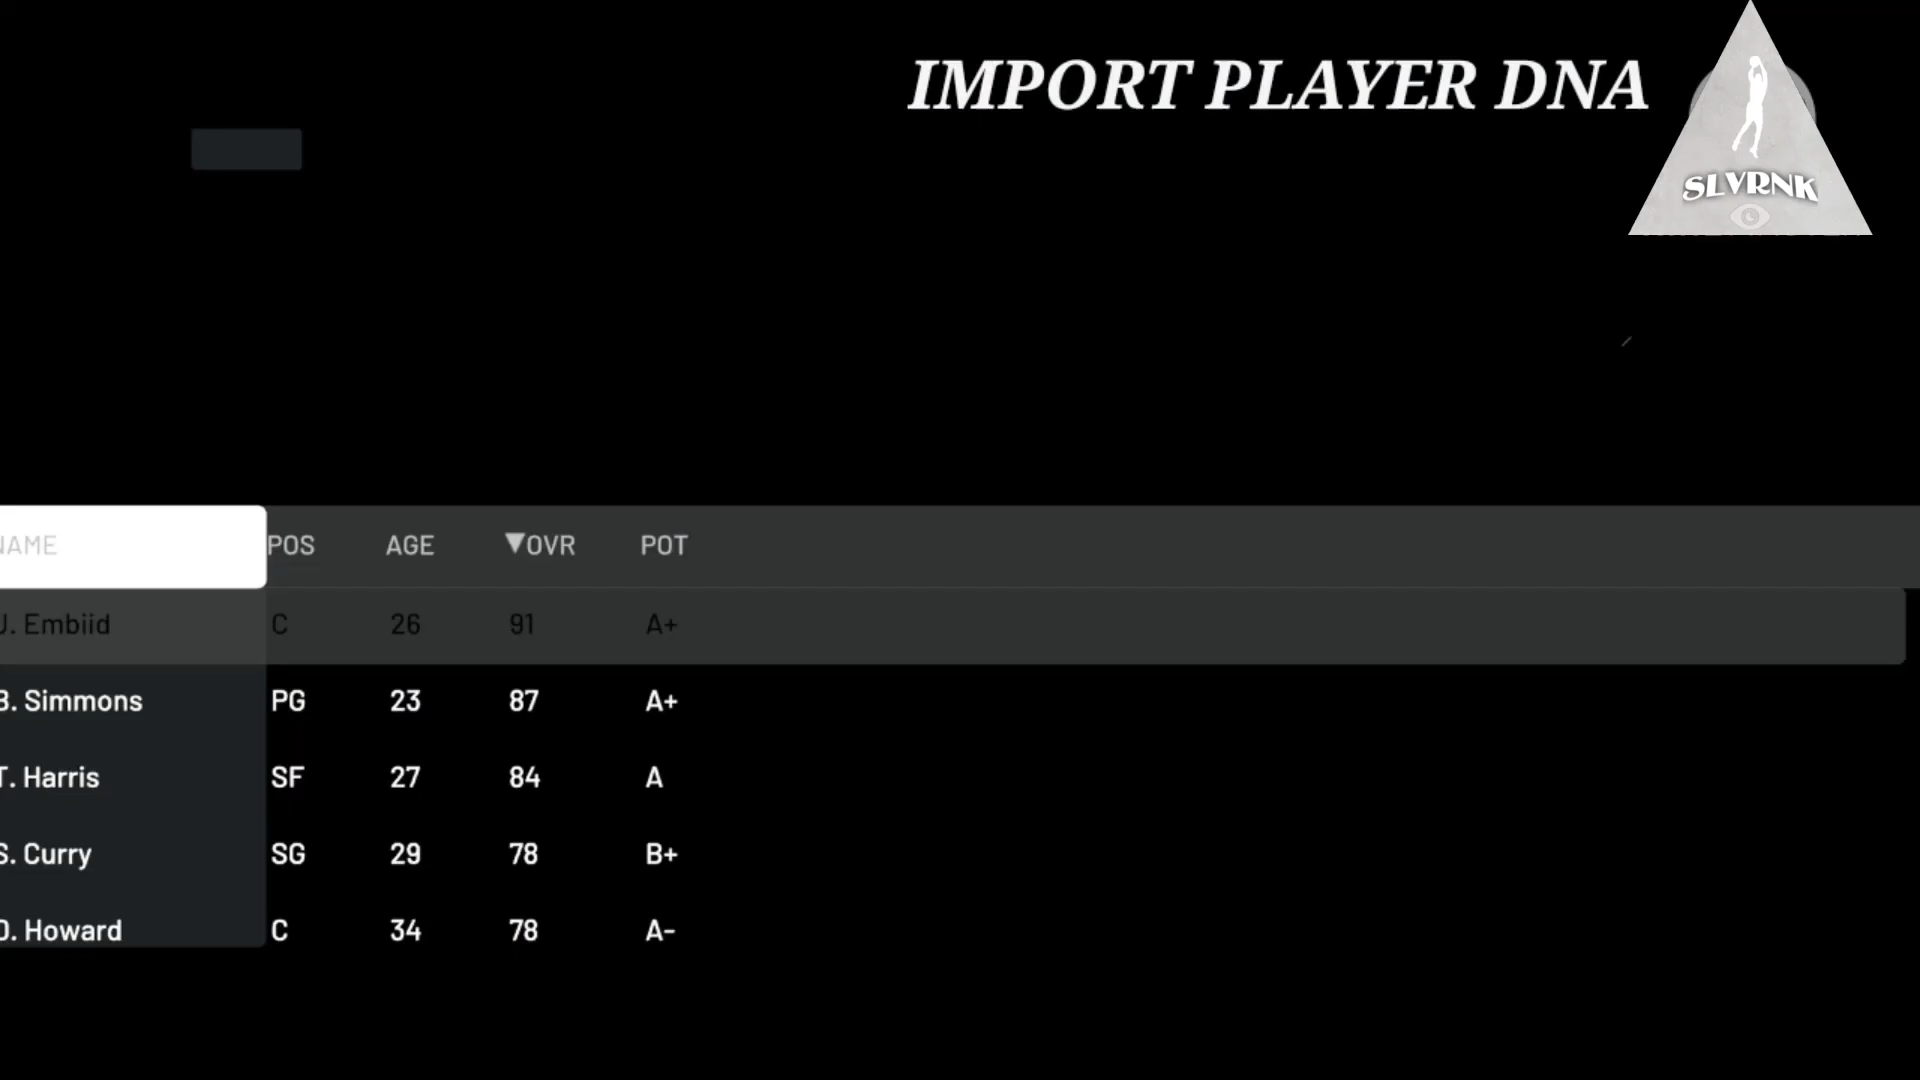 IMPORT PLAYER DNA
SLVRNK
NAME POS AGE ▼OVR POT
J. Embiid C 26 91 A+
B. Simmons PG 23 87 A+
T. Harris SF 27 84 A
S. Curry SG 29 78 B+
D. Howard C 34 78 A-